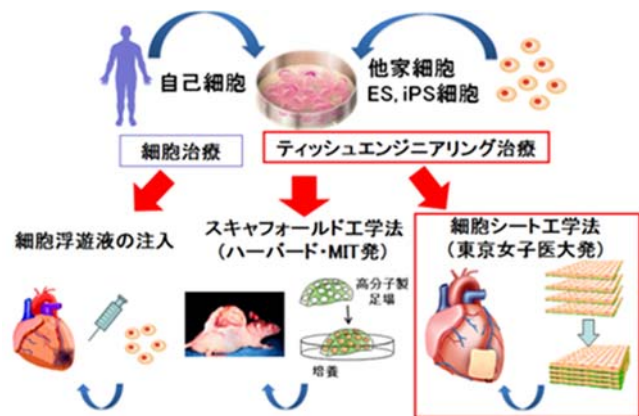 自己細胞
他家細胞
ES, iPS細胞
細胞治療
ティッシュエンジニアリング治療
細胞浮遊液の注入
スキャフォールド工学法
(ハーバード・MIT発)
高分子製
足場
培養
細胞シート工学法
(東京女子医大発)